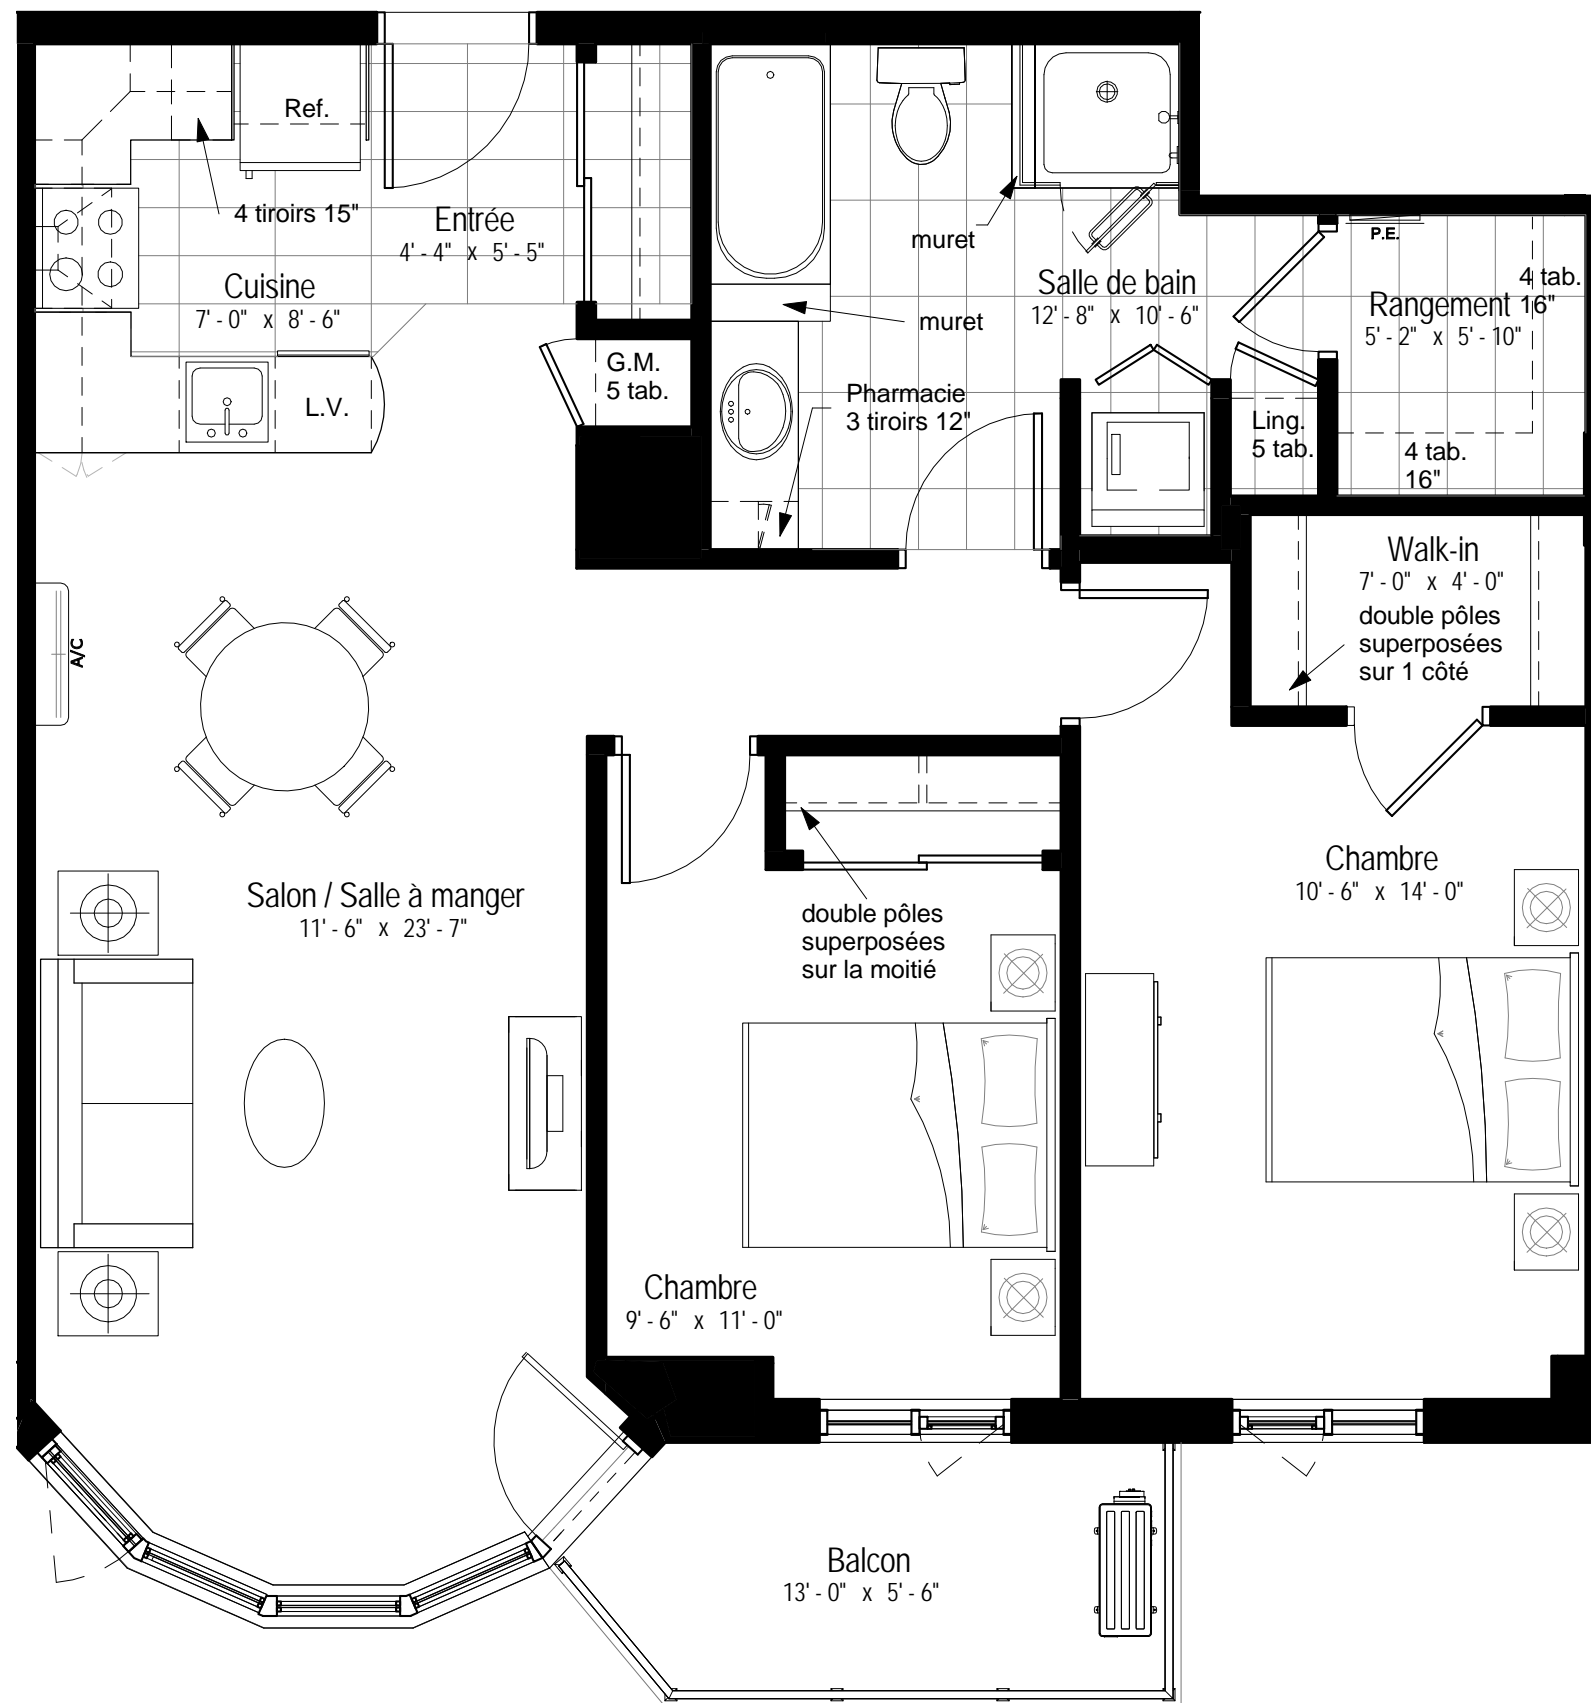 Ref.
4 tiroirs 15"
Entrée
4'-4" x 5'-5"
Cuisine
7'-0" x 8'-6"
L.V.
G.M.
5 tab.
muret
muret
Salle de bain
12'-8" x 10'-6"
Pharmacie
3 tiroirs 12"
P.E.
4 tab.
16"
Rangement
5'-2" x 5'-10"
Ling.
5 tab.
4 tab.
16"
Walk-in
7'-0" x 4'-0"
double pôles
superposées
sur 1 côté
A/C
Salon / Salle à manger
11'-6" x 23'-7"
double pôles
superposées
sur la moitié
Chambre
10'-6" x 14'-0"
Chambre
9'-6" x 11'-0"
Balcon
13'-0" x 5'-6"